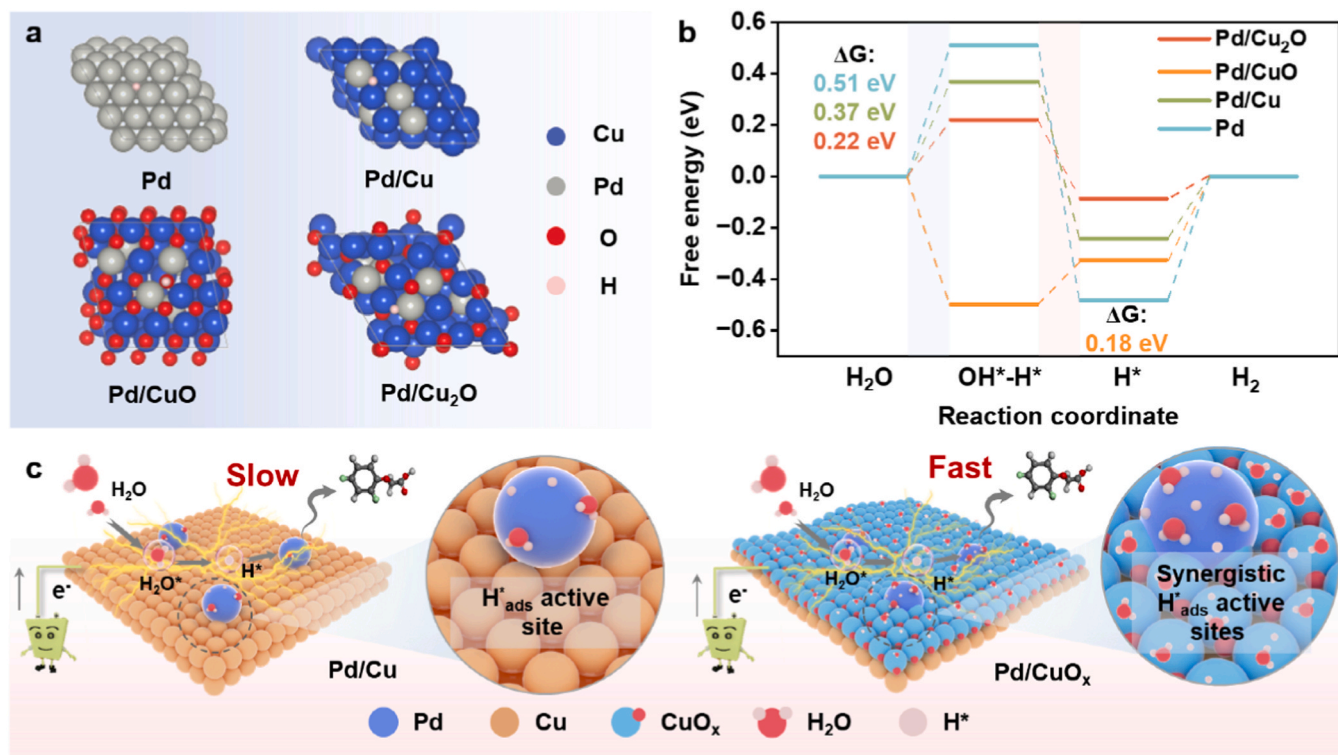 a
Pd
Pd/Cu
Cu
Pd
O
H
Pd/CuO
Pd/Cu₂O
b
Free energy (eV)
0.6
0.4
0.2
0.0
−0.2
−0.4
−0.6
ΔG:
0.51 eV
0.37 eV
0.22 eV
Pd/Cu₂O
Pd/CuO
Pd/Cu
Pd
ΔG:
0.18 eV
H₂O
OH*-H*
H*
H₂
Reaction coordinate
c
Slow
H₂O
H₂O*
H*
e⁻
H*ads active
site
Pd/Cu
Fast
H₂O
H₂O*
H*
e⁻
Synergistic
H*ads active
sites
Pd/CuOₓ
Pd
Cu
CuOₓ
H₂O
H*